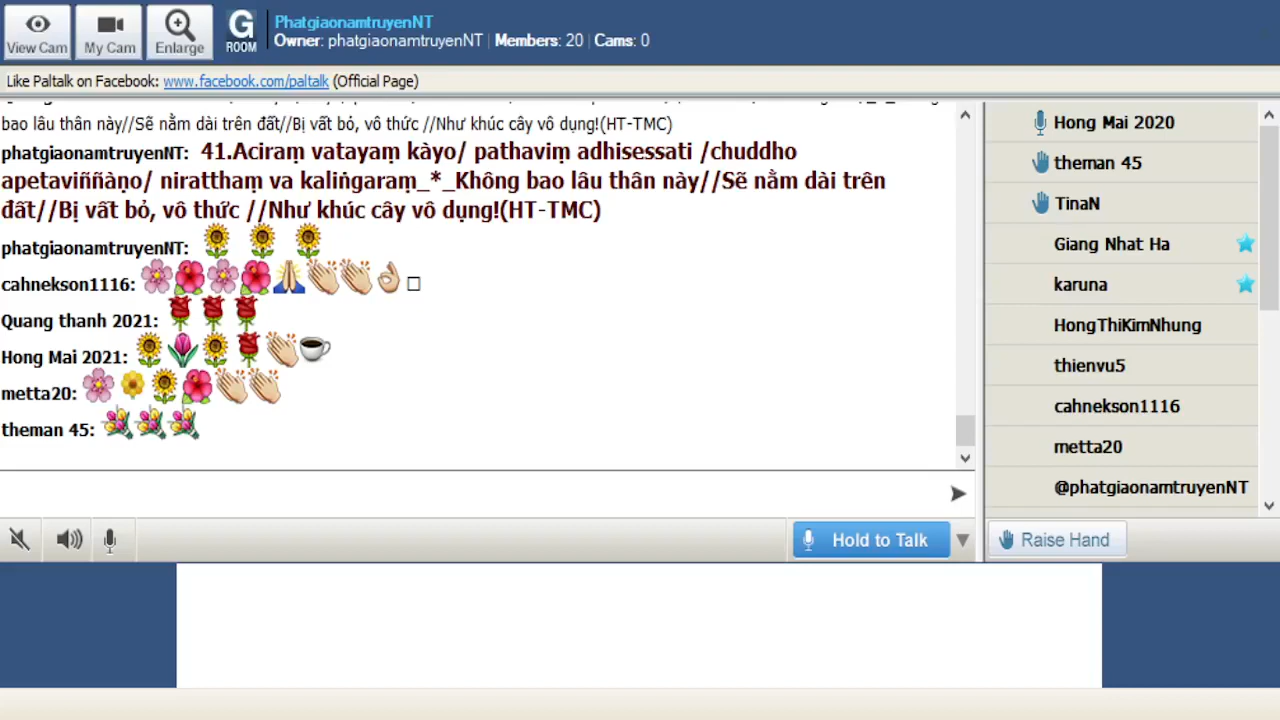 View Cam
My Cam
Enlarge
G
ROOM
PhatgiaonamtruyenNT
Owner: phatgiaonamtruyenNT | Members: 20 | Cams: 0
Like Paltalk on Facebook: www.facebook.com/paltalk (Official Page)
bao lâu thân này//Sẽ nằm dài trên đất//Bị vất bỏ, vô thức //Như khúc cây vô dụng!(HT-TMC)
phatgiaonamtruyenNT: 41.Aciraṃ vatayaṃ kàyo/ pathaviṃ adhisessati /chuddho
apetaviññàṇo/ niratthaṃ va kaliṅgaraṃ_*_Không bao lâu thân này//Sẽ nằm dài trên
đất//Bị vất bỏ, vô thức //Như khúc cây vô dụng!(HT-TMC)
phatgiaonamtruyenNT:
cahnekson1116:
Quang thanh 2021:
Hong Mai 2021:
metta20:
theman 45:
Hold to Talk
Hong Mai 2020
theman 45
TinaN
Giang Nhat Ha
karuna
HongThiKimNhung
thienvu5
cahnekson1116
metta20
@phatgiaonamtruyenNT
Raise Hand